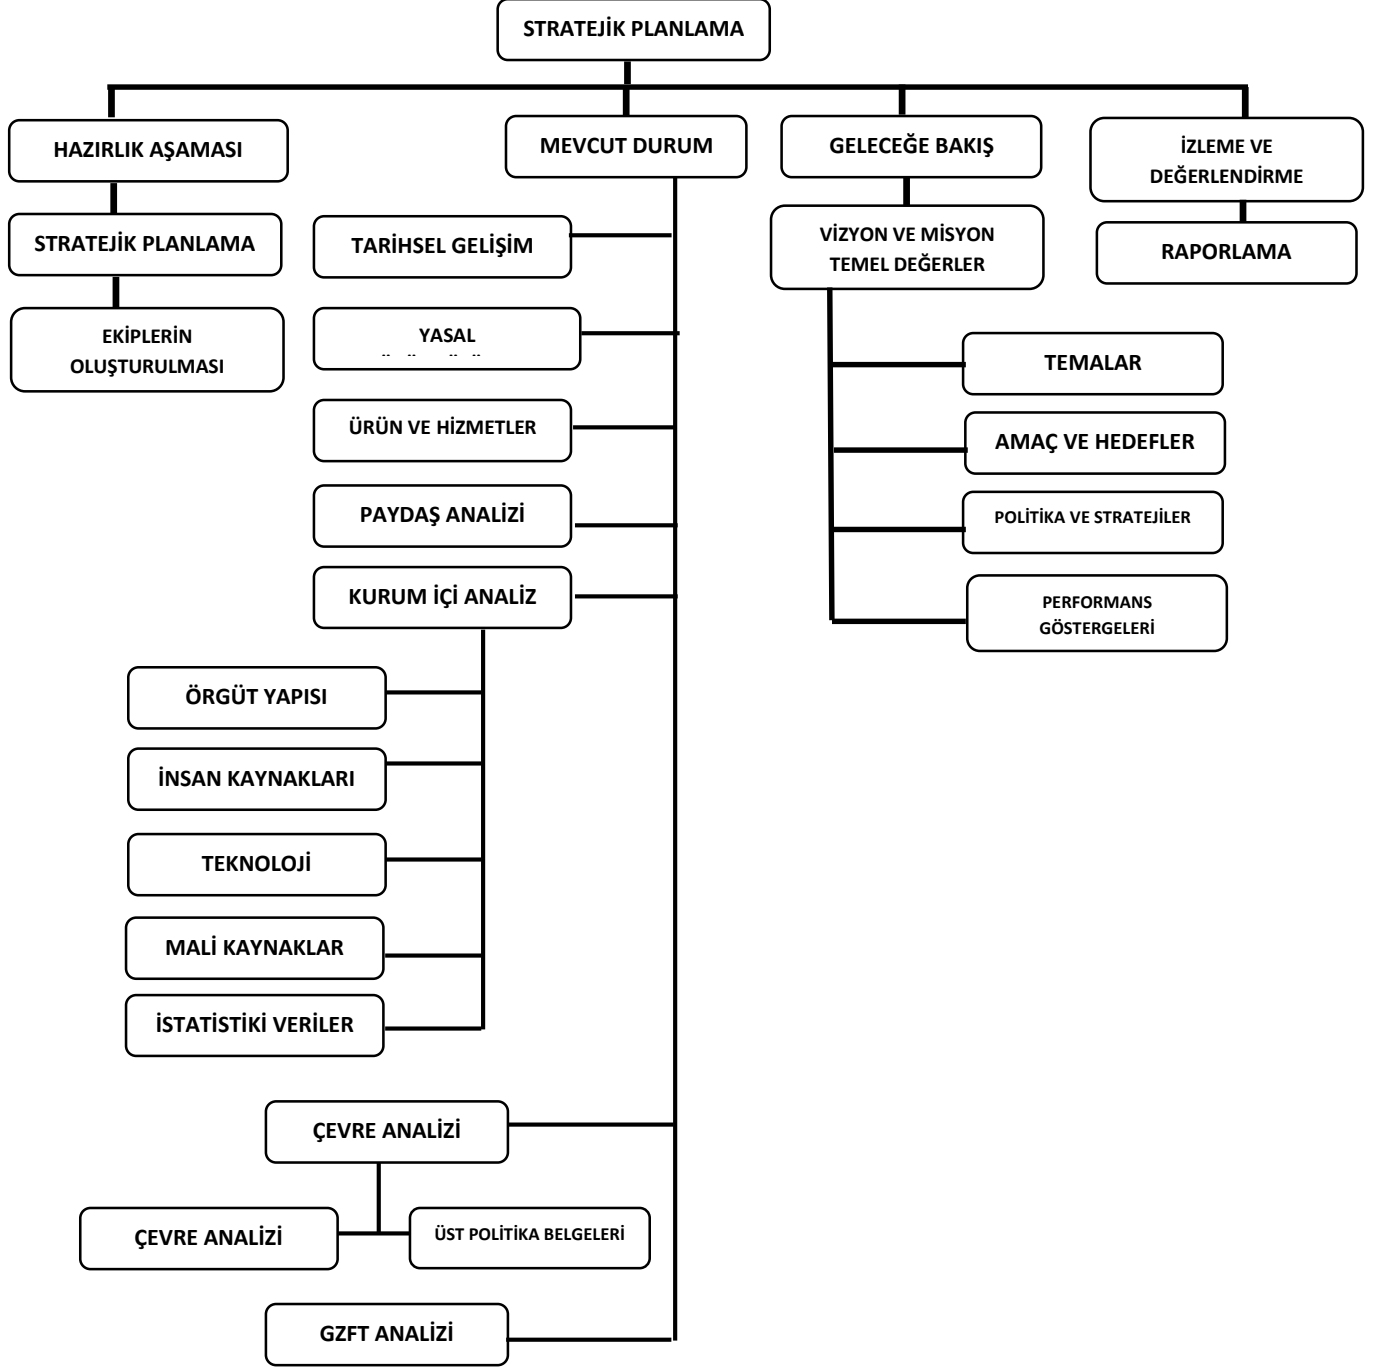 STRATEJİK PLANLAMA
HAZIRLIK AŞAMASI
MEVCUT DURUM
GELECEĞE BAKIŞ
İZLEME VE
DEĞERLENDİRME
STRATEJİK PLANLAMA
TARİHSEL GELİŞİM
VİZYON VE MİSYON
TEMEL DEĞERLER
RAPORLAMA
EKİPLERİN
OLUŞTURULMASI
YASAL
TEMALAR
ÜRÜN VE HİZMETLER
AMAÇ VE HEDEFLER
PAYDAŞ ANALİZİ
POLİTİKA VE STRATEJİLER
KURUM İÇİ ANALİZ
PERFORMANS
GÖSTERGELERİ
ÖRGÜT YAPISI
İNSAN KAYNAKLARI
TEKNOLOJİ
MALİ KAYNAKLAR
İSTATİSTİKİ VERİLER
ÇEVRE ANALİZİ
ÇEVRE ANALİZİ
ÜST POLİTİKA BELGELERİ
GZFT ANALİZİ